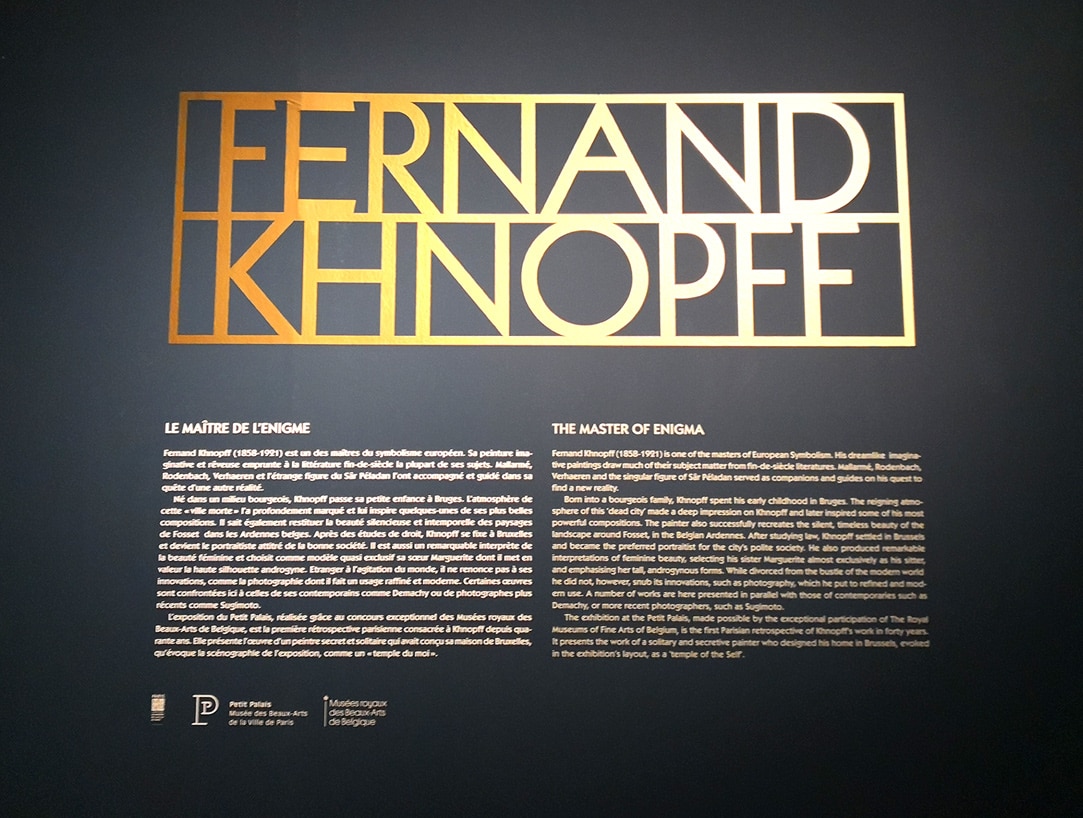 FERNAND
KHNOPFF
LE MAÎTRE DE L'ENIGME
Fernand Khnopff (1858-1921) est un des maîtres du symbolisme européen. Sa peinture ima-
ginative et rêveuse emprunte à la littérature fin-de-siècle la plupart de ses sujets. Mallarmé,
Rodenbach, Verhaeren et l'étrange figure du Sâr Péladan l'ont accompagné et guidé dans sa
quête d'une autre réalité.
Né dans un milieu bourgeois, Khnopff passe sa petite enfance à Bruges. L'atmosphère de
cette « ville morte » l'a profondément marqué et lui inspire quelques-unes de ses plus belles
compositions. Il sait également restituer la beauté silencieuse et intemporelle des paysages
de Fosset dans les Ardennes belges. Après des études de droit, Khnopff se fixe à Bruxelles
et devient le portraitiste attitré de la bonne société. Il est aussi un remarquable interprète de
la beauté féminine et choisit comme modèle quasi exclusif sa sœur Marguerite dont il met en
valeur la haute silhouette androgyne. Etranger à l'agitation du monde, il ne renonce pas à ses
innovations, comme la photographie dont il fait un usage raffiné et moderne. Certaines œuvres
sont confrontées ici à celles de ses contemporains comme Demachy ou de photographes plus
récents comme Sugimoto.
L'exposition du Petit Palais, réalisée grâce au concours exceptionnel des Musées royaux des
Beaux-Arts de Belgique, est la première rétrospective parisienne consacrée à Khnopff depuis qua-
rante ans. Elle présente l'œuvre d'un peintre secret et solitaire qui avait conçu sa maison de Bruxelles,
qu'évoque la scénographie de l'exposition, comme un « temple du moi ».
THE MASTER OF ENIGMA
Fernand Khnopff (1858-1921) is one of the masters of European Symbolism. His dreamlike imagina-
tive paintings draw much of their subject matter from fin-de-siècle literatures. Mallarmé, Rodenbach,
Verhaeren and the singular figure of Sâr Péladan served as companions and guides on his quest to
find a new reality.
Born into a bourgeois family, Khnopff spent his early childhood in Bruges. The reigning atmo-
sphere of this 'dead city' made a deep impression on Khnopff and later inspired some of his most
powerful compositions. The painter also successfully recreates the silent, timeless beauty of the
landscape around Fosset, in the Belgian Ardennes. After studying law, Khnopff settled in Brussels
and became the preferred portraitist for the city's polite society. He also produced remarkable
interpretations of feminine beauty, selecting his sister Marguerite almost exclusively as his sitter,
and emphasising her tall, androgynous forms. While divorced from the bustle of the modern world
he did not, however, snub its innovations, such as photography, which he put to refined and mod-
ern use. A number of works are here presented in parallel with those of contemporaries such as
Demachy, or more recent photographers, such as Sugimoto.
The exhibition at the Petit Palais, made possible by the exceptional participation of The Royal
Museums of Fine Arts of Belgium, is the first Parisian retrospective of Khnopff's work in forty years.
It presents the work of a solitary and secretive painter who designed his home in Brussels, evoked
in the exhibition's layout, as a 'temple of the Self'.
Petit Palais
Musée des Beaux-Arts
de la Ville de Paris
Musées royaux
des Beaux-Arts
de Belgique